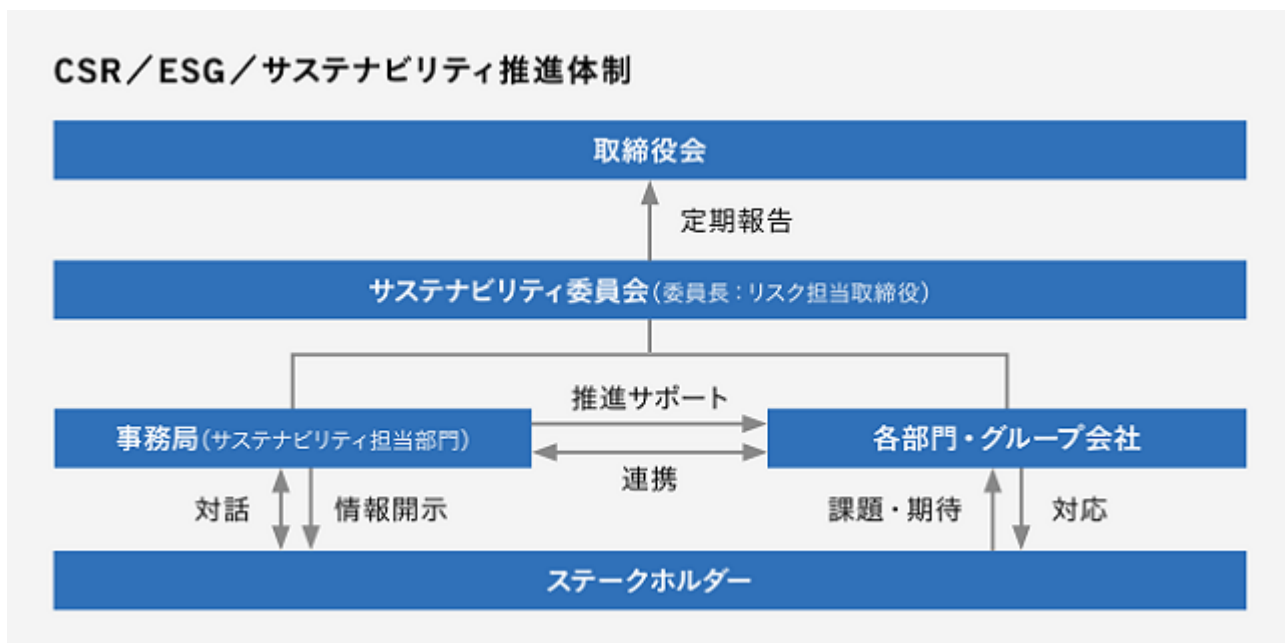 CSR／ESG／サステナビリティ推進体制
取締役会
定期報告
サステナビリティ委員会（委員長：リスク担当取締役）
推進サポート
事務局（サステナビリティ担当部門）
各部門・グループ会社
連携
対話
情報開示
課題・期待
対応
ステークホルダー